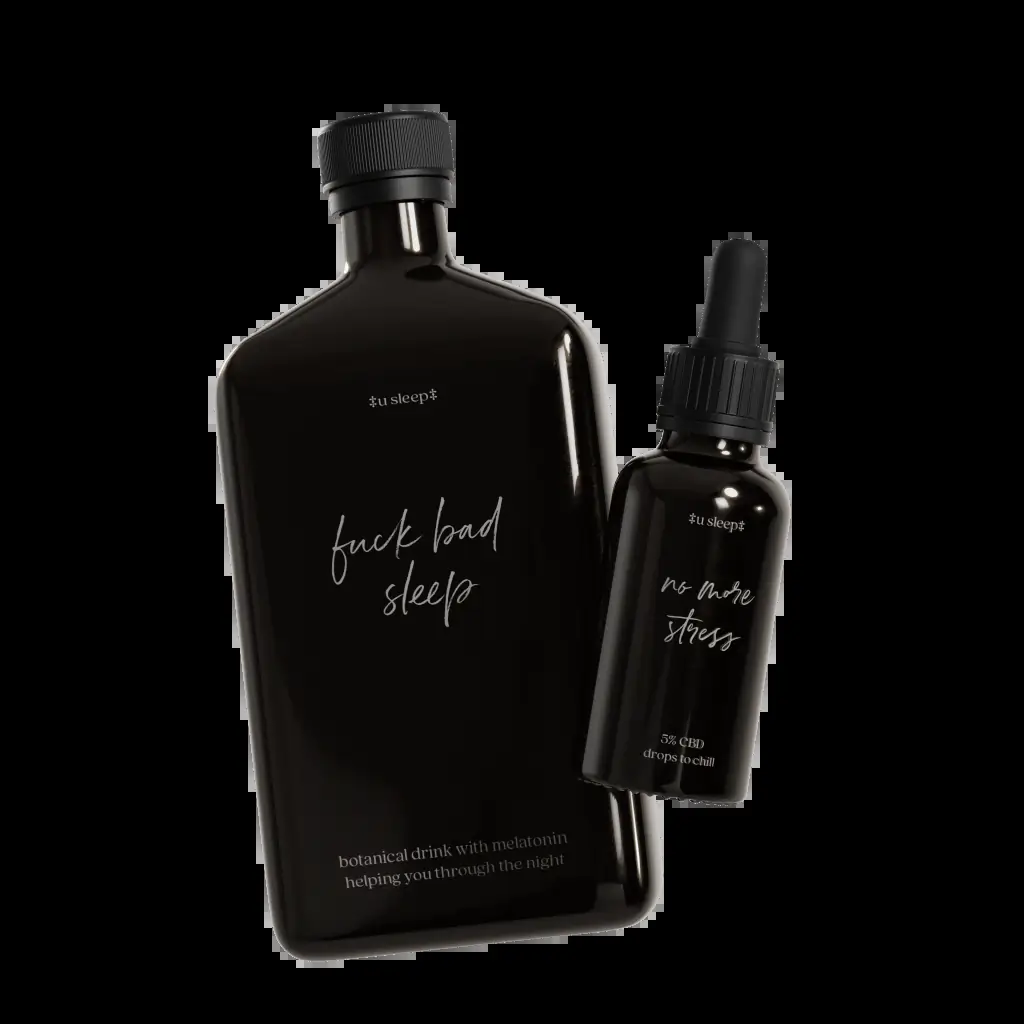 ‡u sleep‡
fuck bad
sleep
botanical drink with melatonin
helping you through the night
‡u sleep‡
no more
stress
5% CBD
drops to chill